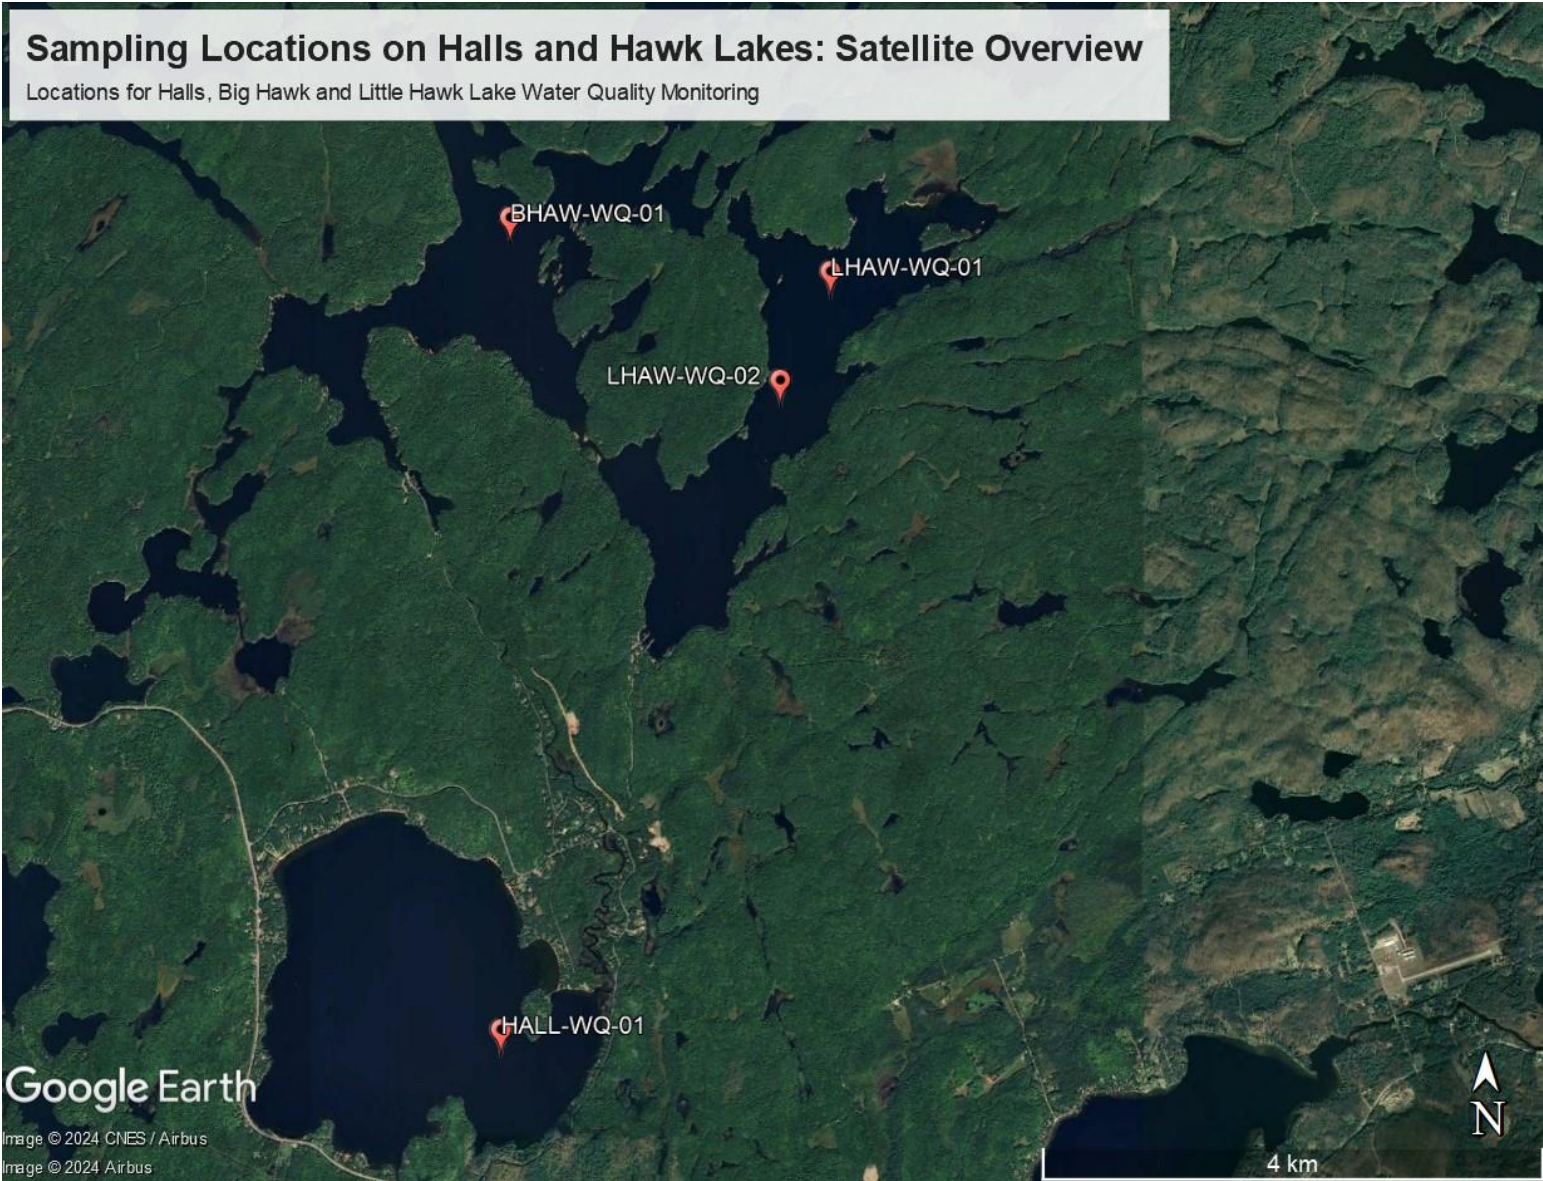 Sampling Locations on Halls and Hawk Lakes: Satellite Overview
Locations for Halls, Big Hawk and Little Hawk Lake Water Quality Monitoring
BHAW-WQ-01
LHAW-WQ-01
LHAW-WQ-02
HALL-WQ-01
Google Earth
Image © 2024 CNES / Airbus
Image © 2024 Airbus
N
4 km